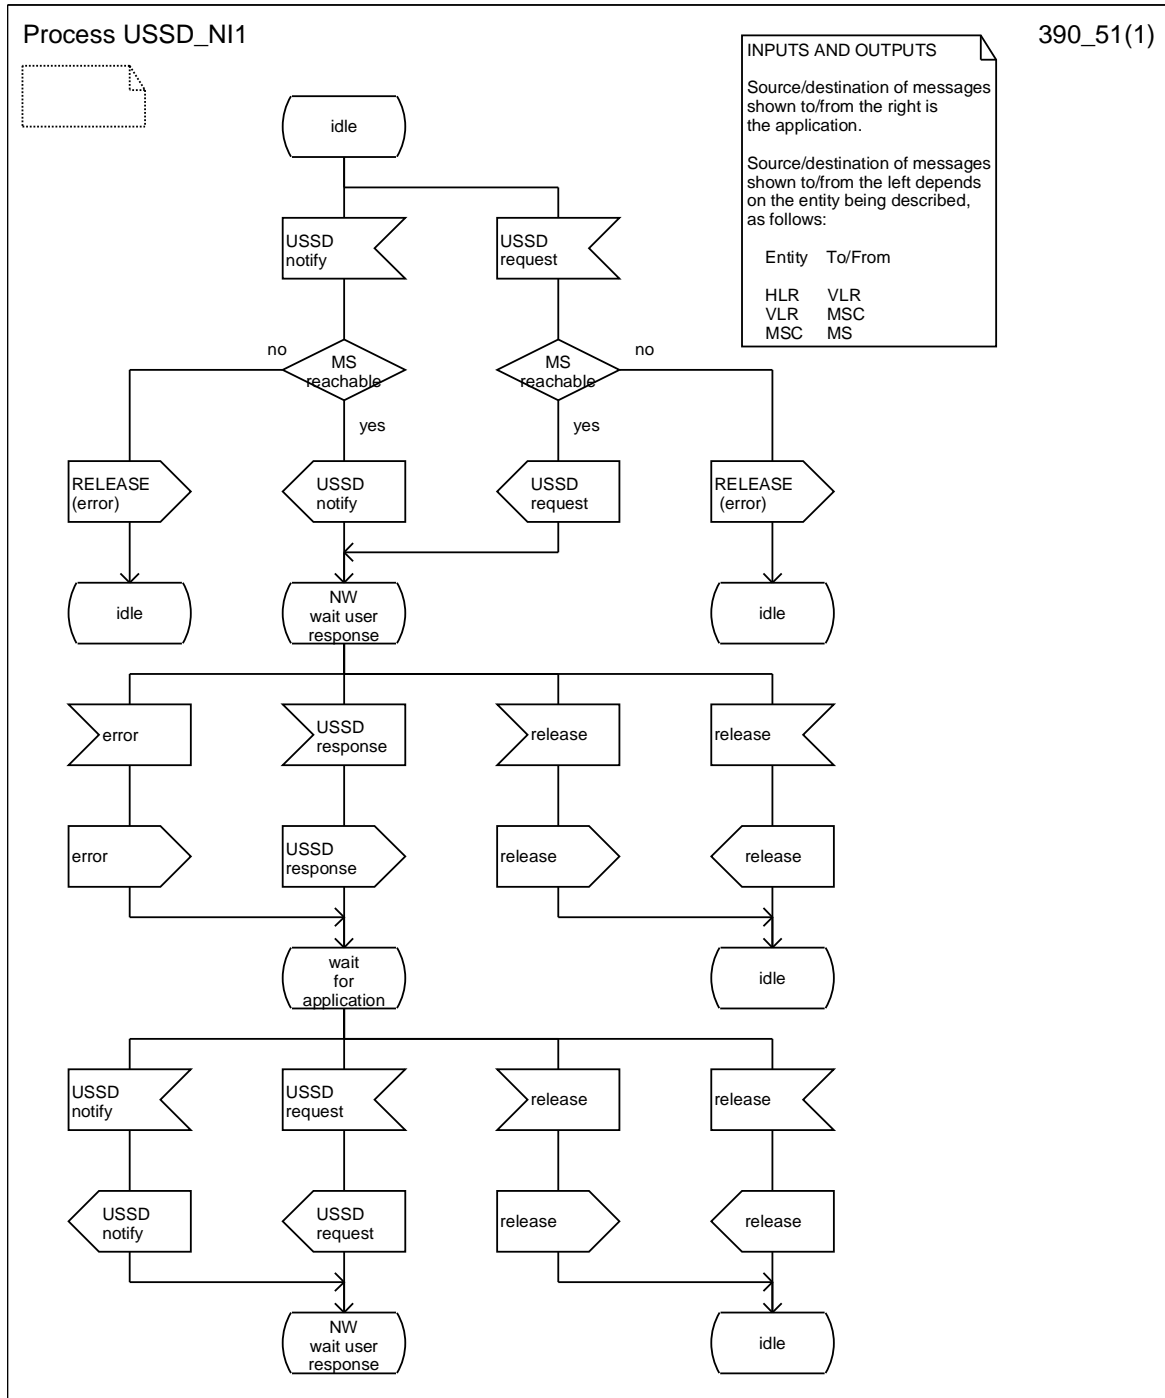 Process USSD_NI1
390_51(1)
INPUTS AND OUTPUTS
Source/destination of messages
shown to/from the right is
the application.
Source/destination of messages
shown to/from the left depends
on the entity being described,
as follows:
Entity To/From
HLR VLR
VLR MSC
MSC MS
idle
USSD
notify
USSD
request
no
MS
reachable
MS
reachable
no
yes
yes
RELEASE
(error)
USSD
notify
USSD
request
RELEASE
(error)
idle
NW
wait user
response
idle
error
USSD
response
release
release
error
USSD
response
release
release
wait
for
application
idle
USSD
notify
USSD
request
release
release
USSD
notify
USSD
request
release
release
NW
wait user
response
idle